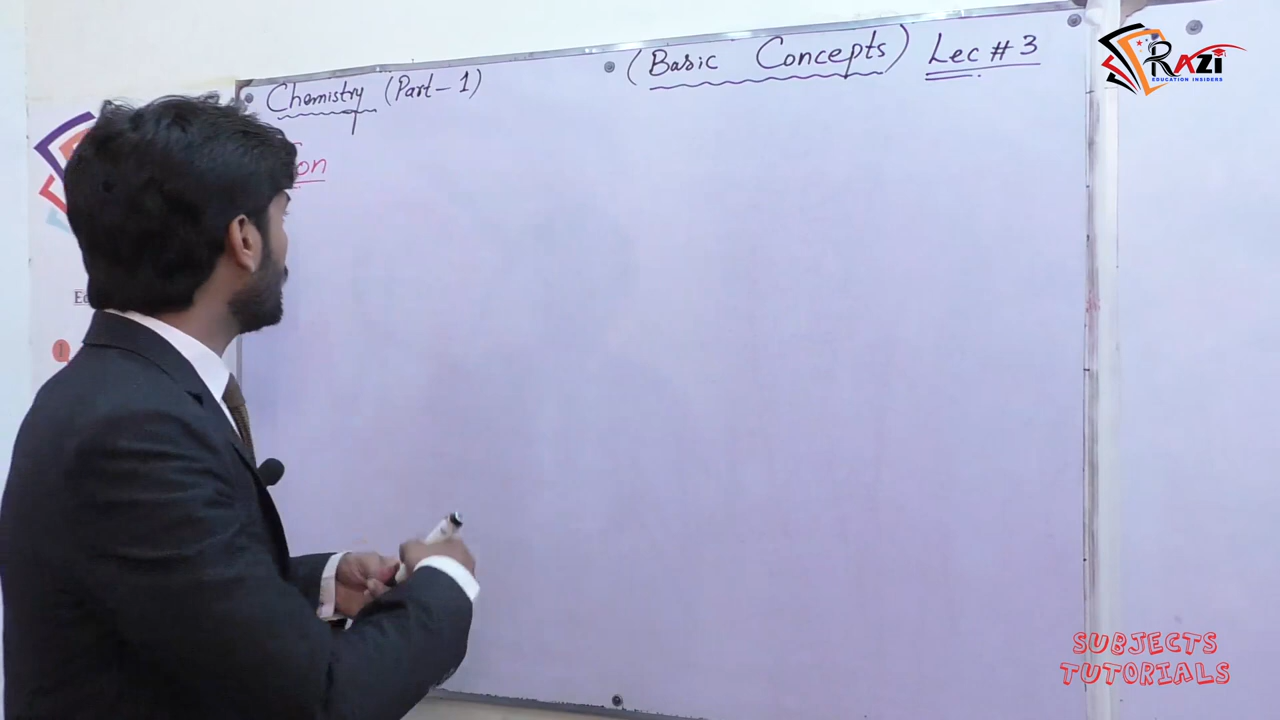 Chemistry (Part-1) (Basic Concepts) Lec # 3
RAZI
EDUCATION INSIDERS
SUBJECTS
TUTORIALS